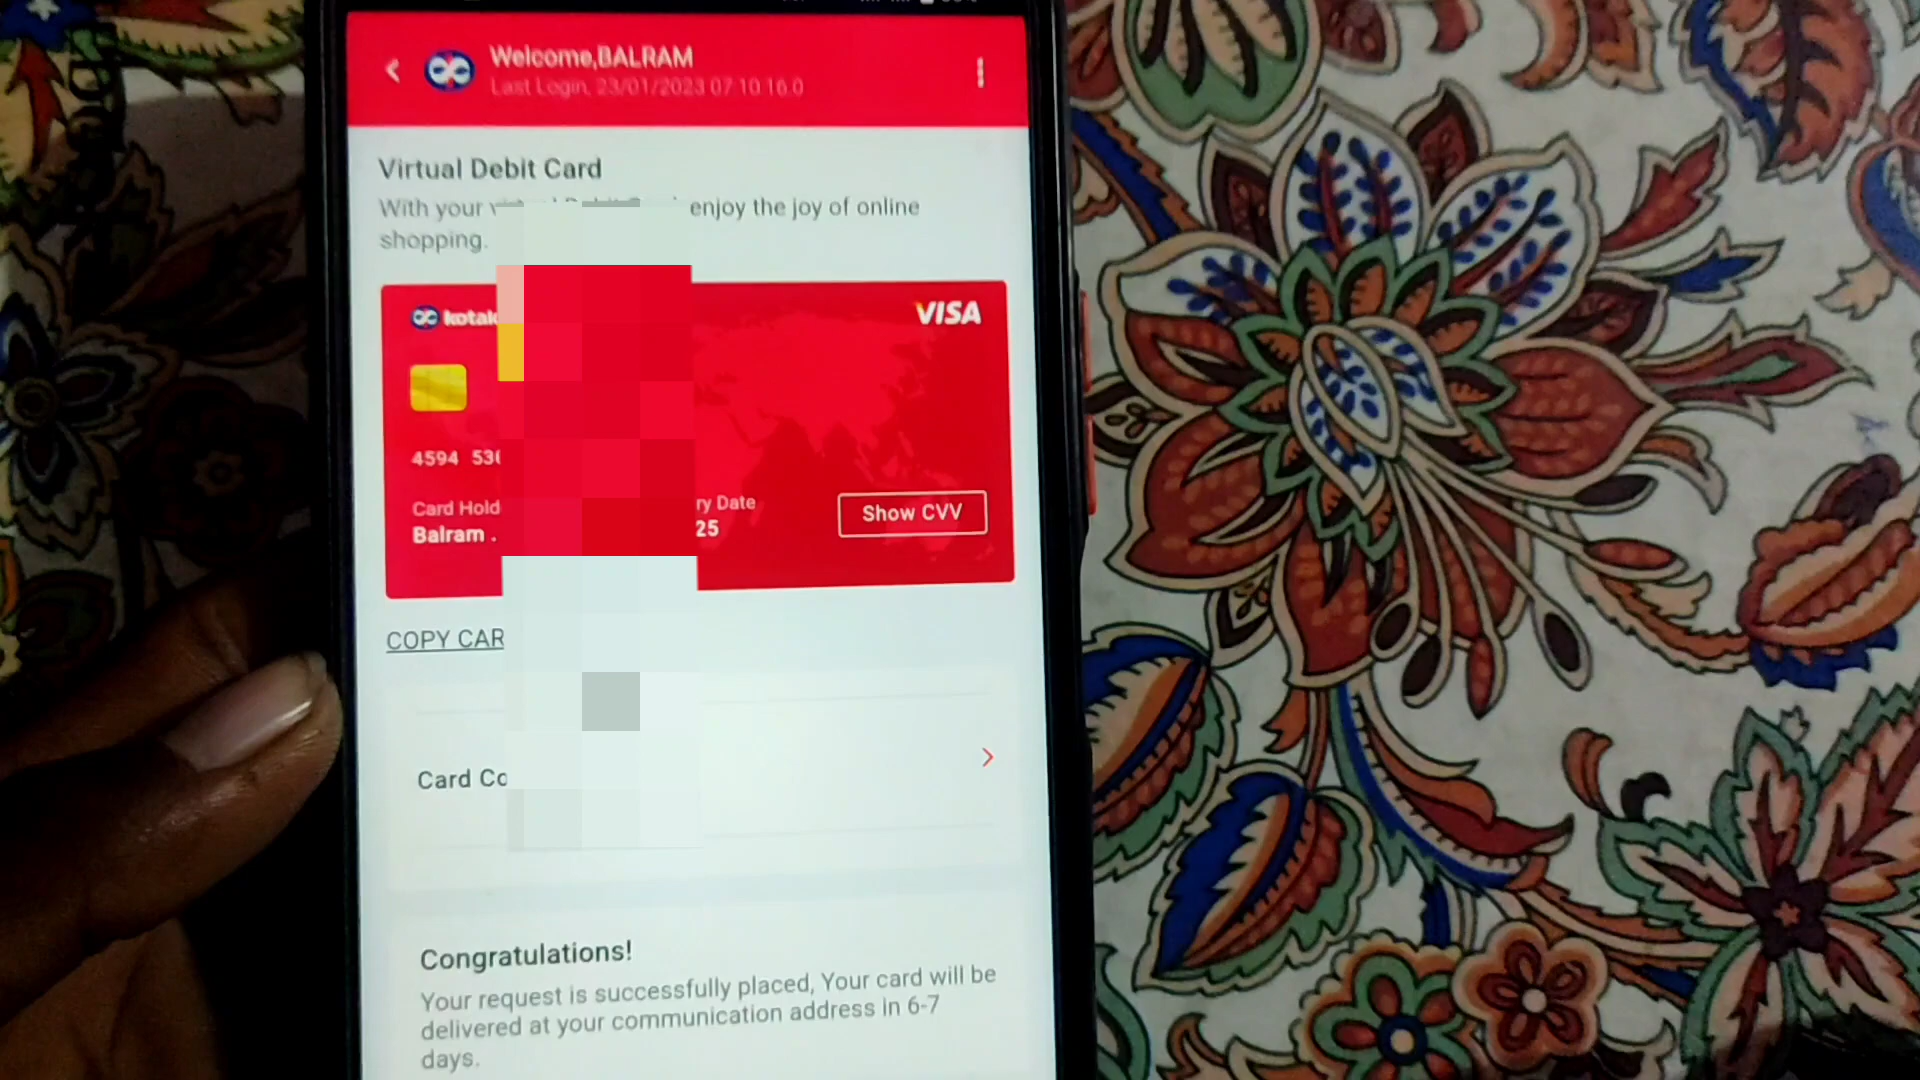 Welcome,BALRAM
Last Login, 23/01/2023 07:10:16.0
Virtual Debit Card
With your enjoy the joy of online
shopping.
kotak VISA
4594 530
Card Hold ry Date
Balram . 25
Show CVV
COPY CAR
Card Co
Congratulations!
Your request is successfully placed, Your card will be
delivered at your communication address in 6-7
days.